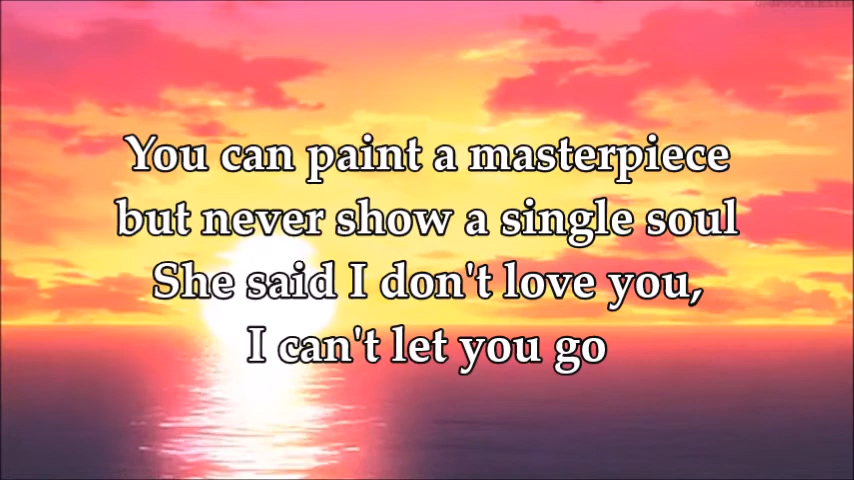 You can paint a masterpiece
but never show a single soul
She said I don't love you,
I can't let you go